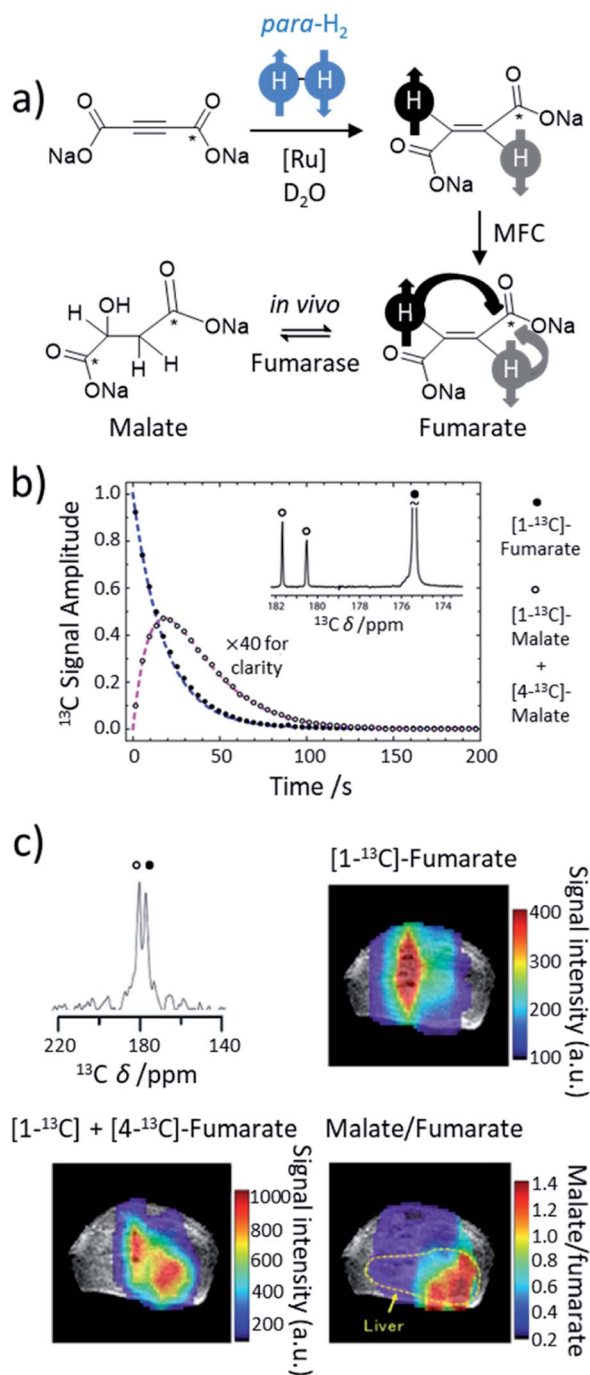 a)
para-H2
H H
[Ru]
D2O
O
NaO
O
*
ONa
H
O
*
ONa
H
O
ONa
MFC
H
OH
O
*
ONa
O
*
H
H
ONa
in vivo
Fumarase
H
O
*
ONa
H
O
ONa
Malate
Fumarate
b)
13C Signal Amplitude
1.0
0.8
0.6
0.4
0.2
0.0
0 50 100 150 200
Time /s
×40 for
clarity
182 180 178 176 174
13C δ/ppm
[1-13C]-
Fumarate
[1-13C]-
Malate
+
[4-13C]-
Malate
c)
220 180 140
13C δ /ppm
[1-13C]-Fumarate
400
300
200
100
Signal intensity (a.u.)
[1-13C] + [4-13C]-Fumarate
1000
800
600
400
200
Signal intensity (a.u.)
Malate/Fumarate
Liver
1.4
1.2
1.0
0.8
0.6
0.4
0.2
Malate/fumarate